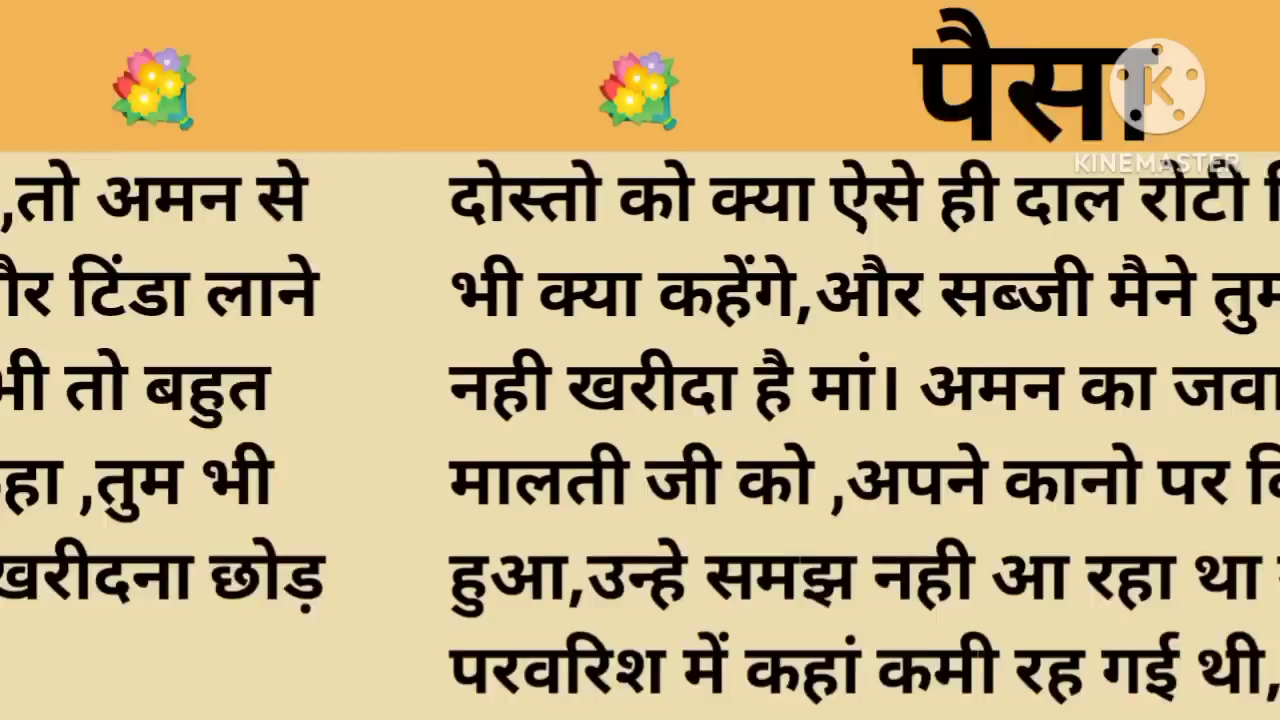 पैसा
KINEMASTER
,तो अमन से
टिंडा लाने
तो बहुत
,तुम भी
खरीदना छोड़
दोस्तो को क्या ऐसे ही दाल रोटी
भी क्या कहेंगे,और सब्जी मैने
नही खरीदा है मां। अमन का
मालती जी को ,अपने कानो पर
हुआ,उन्हे समझ नही आ रहा था
परवरिश में कहां कमी रह गई थी,